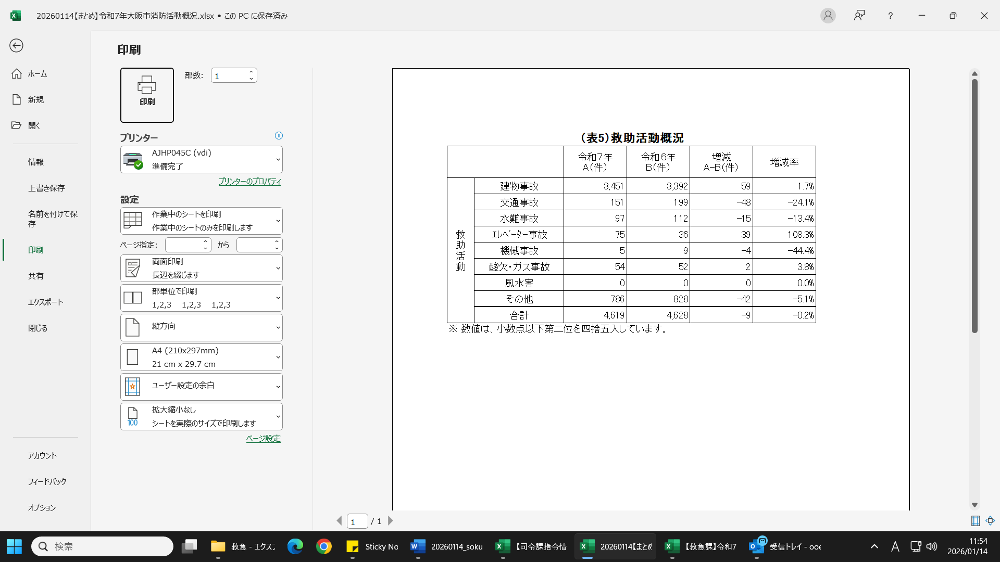 20260114【まとめ】令和7年大阪市消防活動概況.xlsx • この PC に保存済み
?
印刷
ホーム
新規
開く
情報
上書き保存
名前を付けて保
存
印刷
共有
エクスポート
閉じる
アカウント
フィードバック
オプション
印刷
部数: 1
プリンター
AJHP045C (vdi)
準備完了
プリンターのプロパティ
設定
作業中のシートを印刷
作業中のシートのみを印刷します
ページ指定: から
両面印刷
長辺を綴じます
部単位で印刷
1,2,3 1,2,3 1,2,3
縦方向
A4 (210x297mm)
21 cm x 29.7 cm
ユーザー設定の余白
拡大縮小なし
シートを実際のサイズで印刷します
100
ページ設定
（表5）救助活動概況
令和7年 令和6年 増減 増減率
A（件） B（件） A-B（件）
救助活動
建物事故 3,451 3,392 59 1.7%
交通事故 151 199 -48 -24.1%
水難事故 97 112 -15 -13.4%
ｴﾚﾍﾞｰﾀｰ事故 75 36 39 108.3%
機械事故 5 9 -4 -44.4%
酸欠・ガス事故 54 52 2 3.8%
風水害 0 0 0 0.0%
その他 786 828 -42 -5.1%
合計 4,619 4,628 -9 -0.2%
※ 数値は、小数点以下第二位を四捨五入しています。
1 / 1
検索
救急 - エクスプ
Sticky No
20260114_soku
【司令課指令情
20260114【まとめ
【救急課】令和7
受信トレイ - ooe
A
11:54
2026/01/14